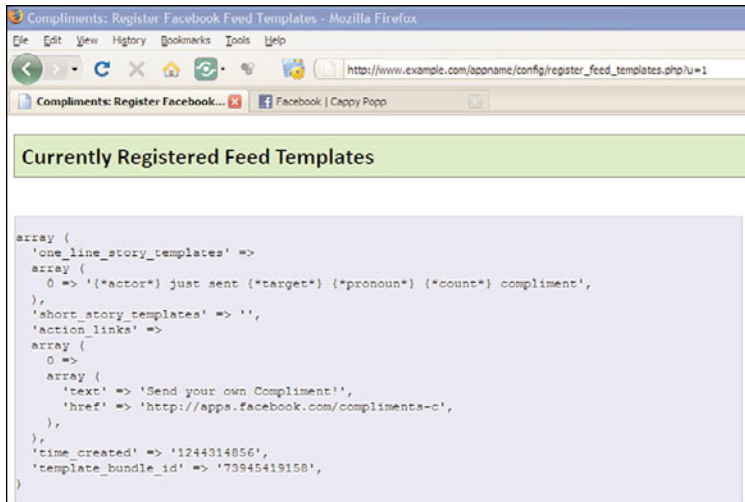 Compliments: Register Facebook Feed Templates - Mozilla Firefox
File Edit View History Bookmarks Tools Help
http://www.example.com/appname/config/register_feed_templates.php?u=1
Compliments: Register Facebook... Facebook | Cappy Popp
Currently Registered Feed Templates
array (
  'one_line_story_templates' =>
  array (
    0 => '{*actor*} just sent {*target*} {*pronoun*} {*count*} compliment',
  ),
  'short_story_templates' => '',
  'action_links' =>
  array (
    0 =>
    array (
      'text' => 'Send your own Compliment!',
      'href' => 'http://apps.facebook.com/compliments-c',
    ),
  ),
  'time_created' => '1244314856',
  'template_bundle_id' => '73945419158',
)